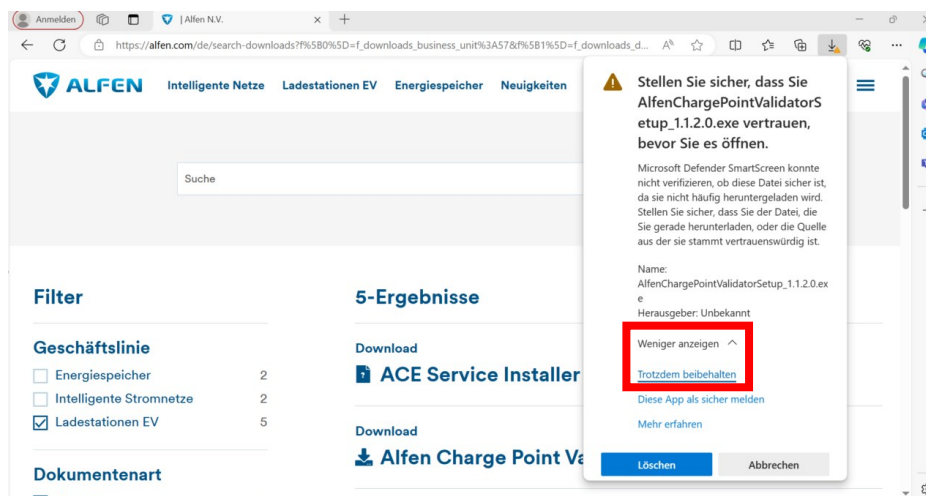 Anmelden
| Alfen N.V.
https://alfen.com/de/search-downloads?f%5B0%5D=f_downloads_business_unit%3A57&f%5B1%5D=f_downloads_d...
ALFEN
Intelligente Netze Ladestationen EV Energiespeicher Neuigkeiten
Suche
Filter
Geschäftslinie
Energiespeicher 2
Intelligente Stromnetze 2
Ladestationen EV 5
Dokumentenart
5-Ergebnisse
Download
ACE Service Installer
Download
Alfen Charge Point Va
Stellen Sie sicher, dass Sie
AlfenChargePointValidatorS
etup_1.1.2.0.exe vertrauen,
bevor Sie es öffnen.
Microsoft Defender SmartScreen konnte
nicht verifizieren, ob diese Datei sicher ist,
da sie nicht häufig heruntergeladen wird.
Stellen Sie sicher, dass Sie der Datei, die
Sie gerade herunterladen, oder die Quelle
aus der sie stammt vertrauenswürdig ist.
Name:
AlfenChargePointValidatorSetup_1.1.2.0.ex
e
Herausgeber: Unbekannt
Weniger anzeigen
Trotzdem beibehalten
Diese App als sicher melden
Mehr erfahren
Löschen Abbrechen